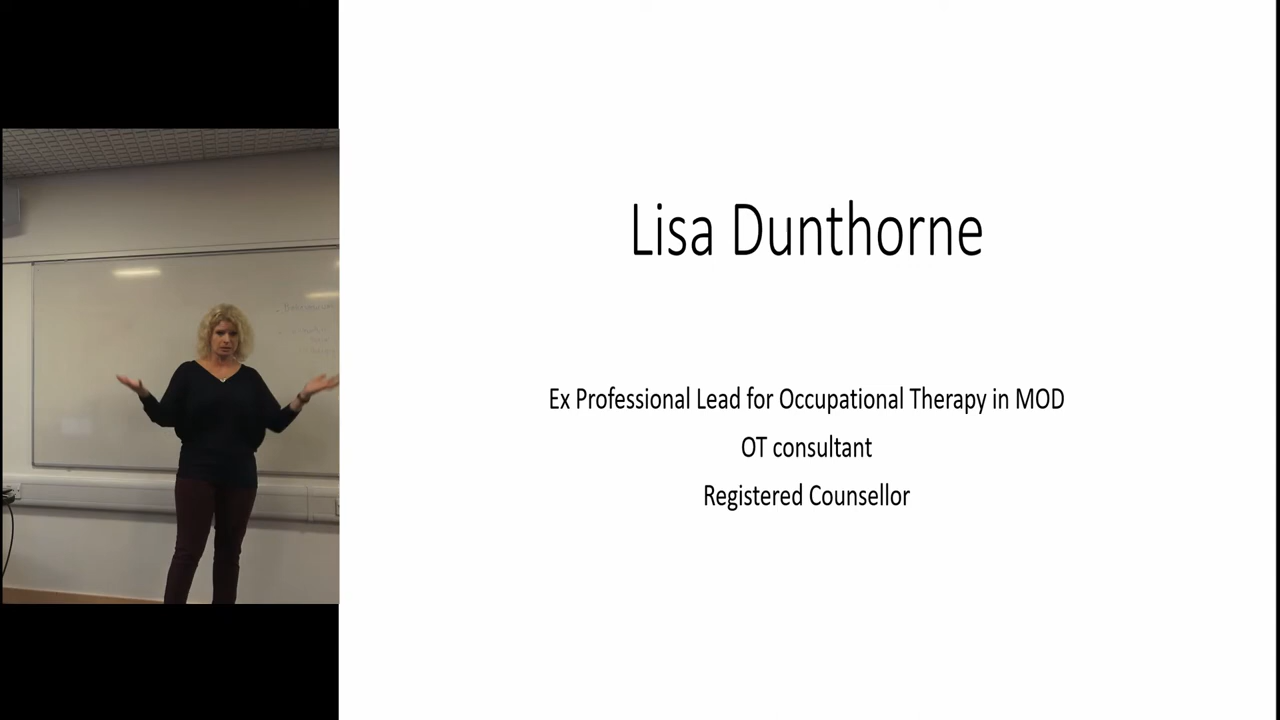 Lisa Dunthorne
Ex Professional Lead for Occupational Therapy in MOD
OT consultant
Registered Counsellor